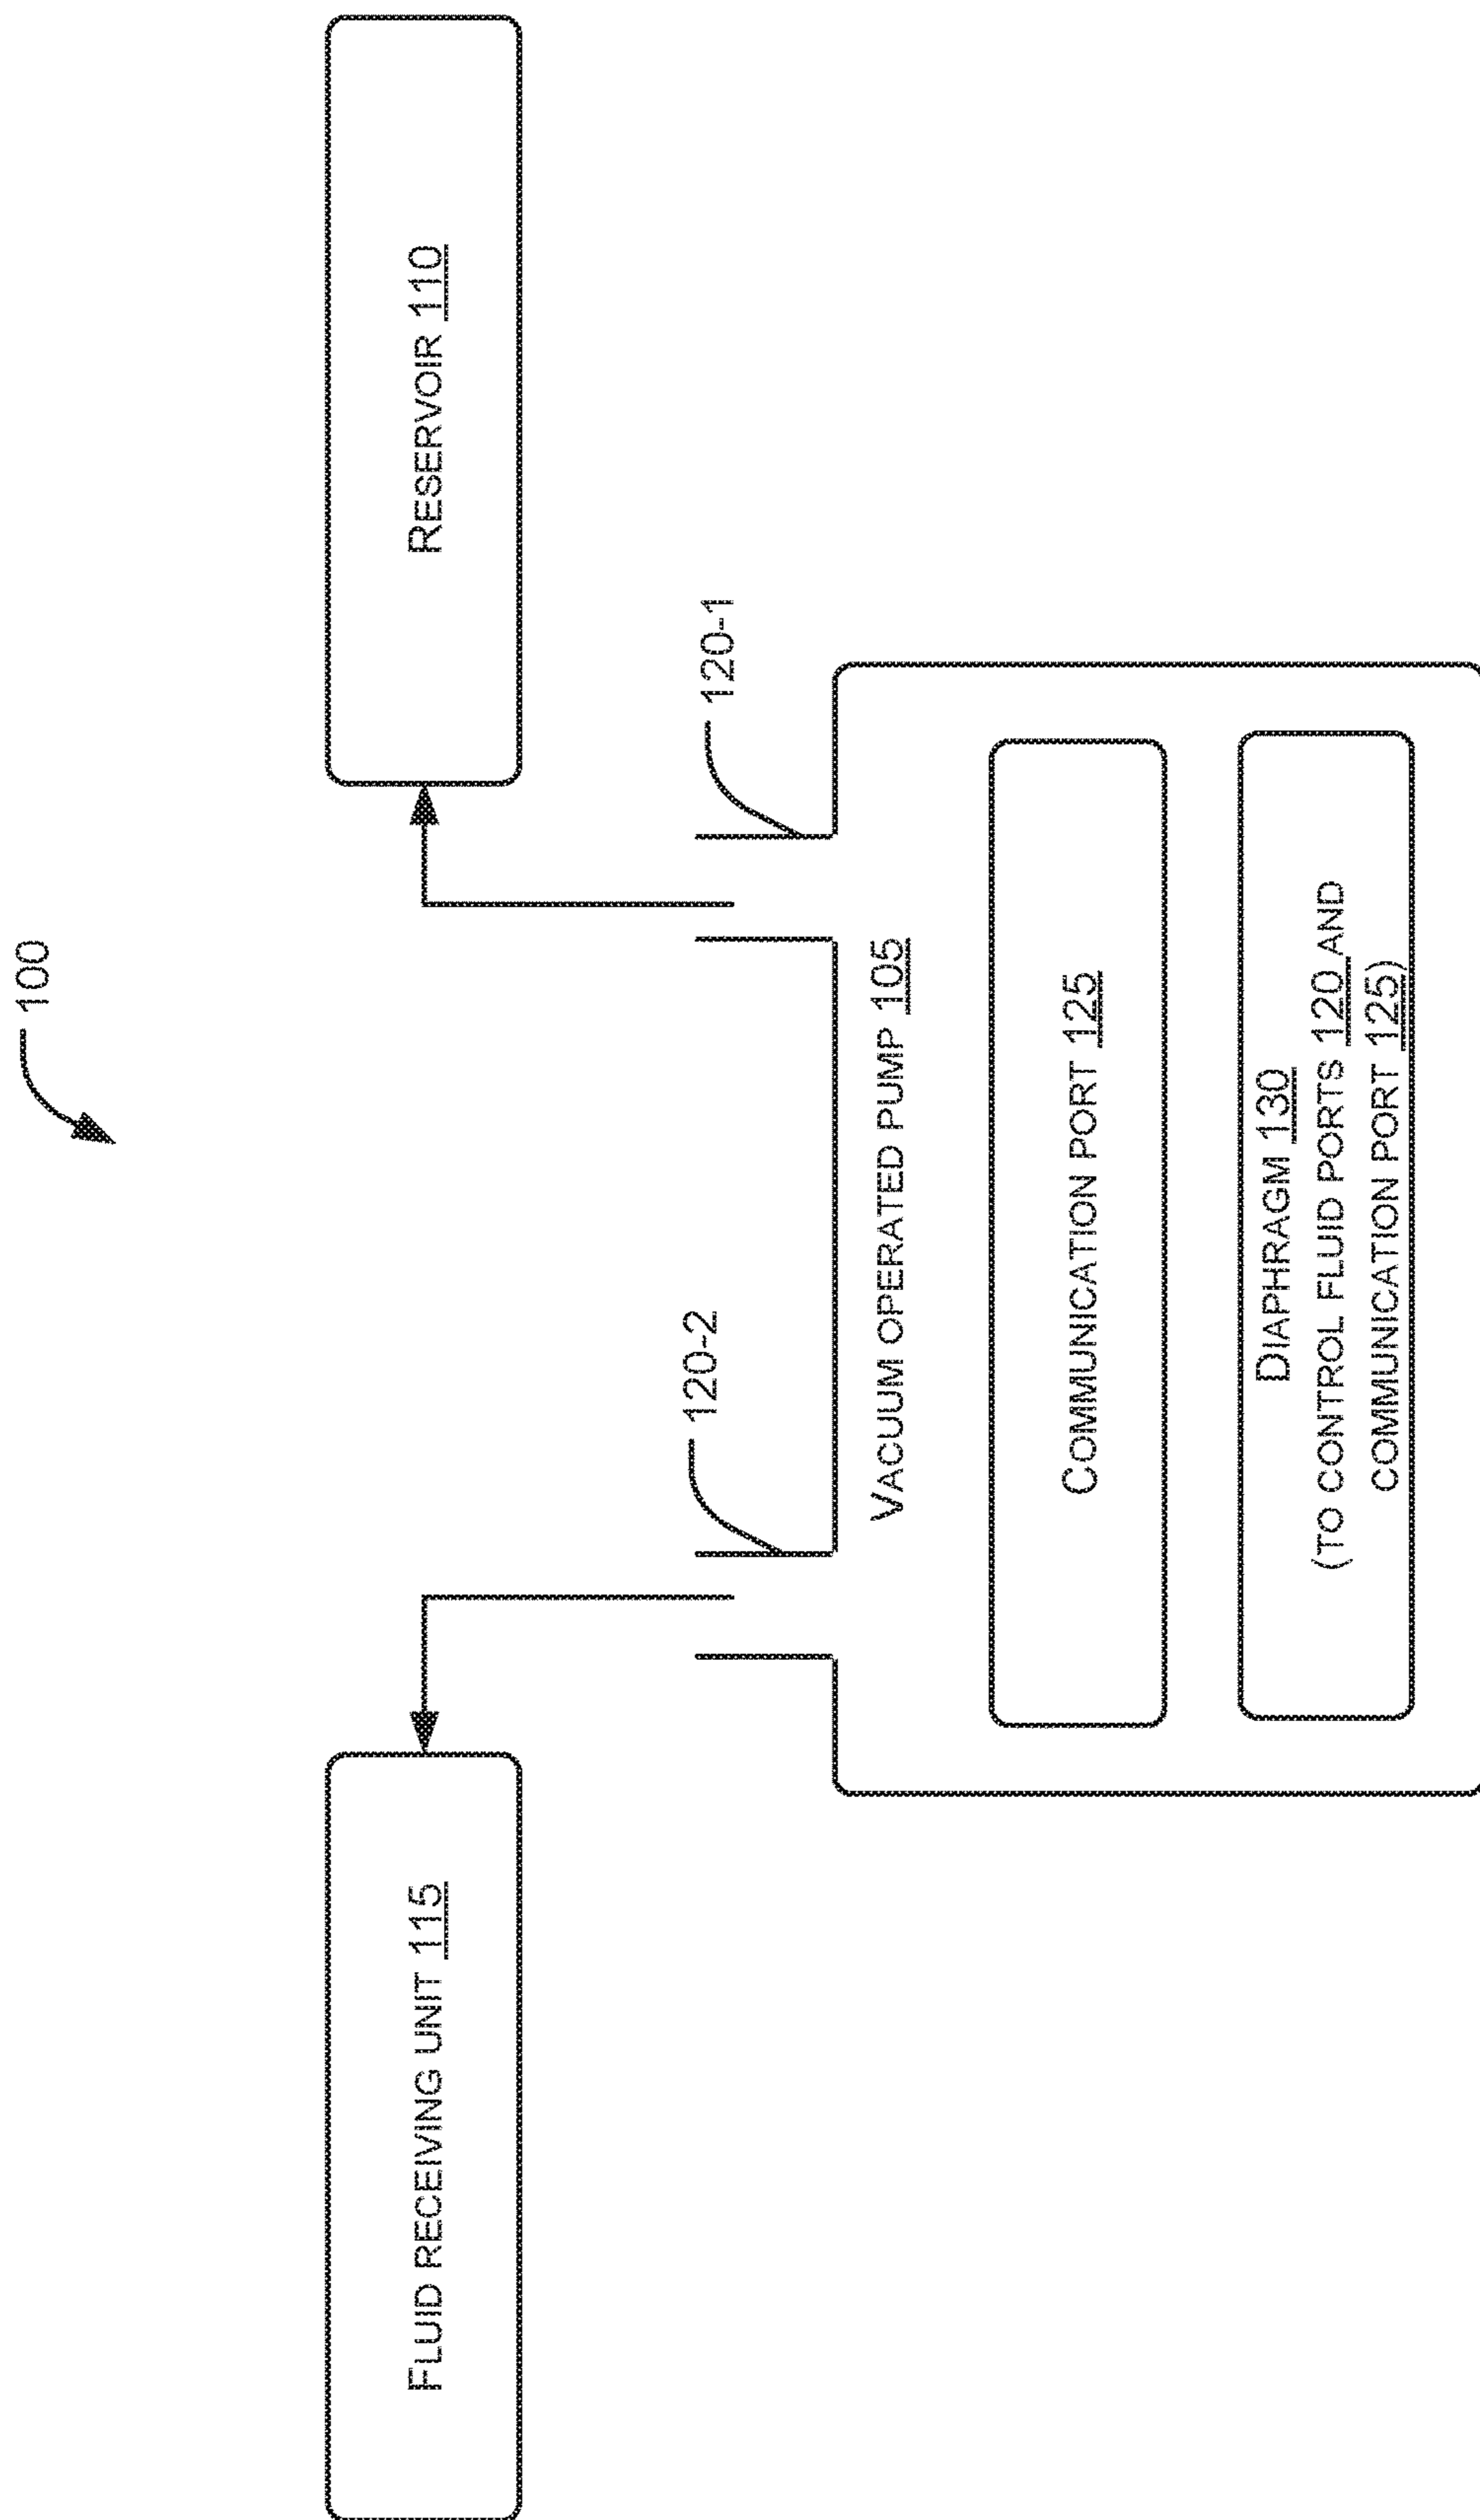 100
FLUID RECEIVING UNIT 115
RESERVOIR 110
120-2
120-1
VACUUM OPERATED PUMP 105
COMMUNICATION PORT 125
DIAPHRAGM 130
(TO CONTROL FLUID PORTS 120 AND
COMMUNICATION PORT 125)